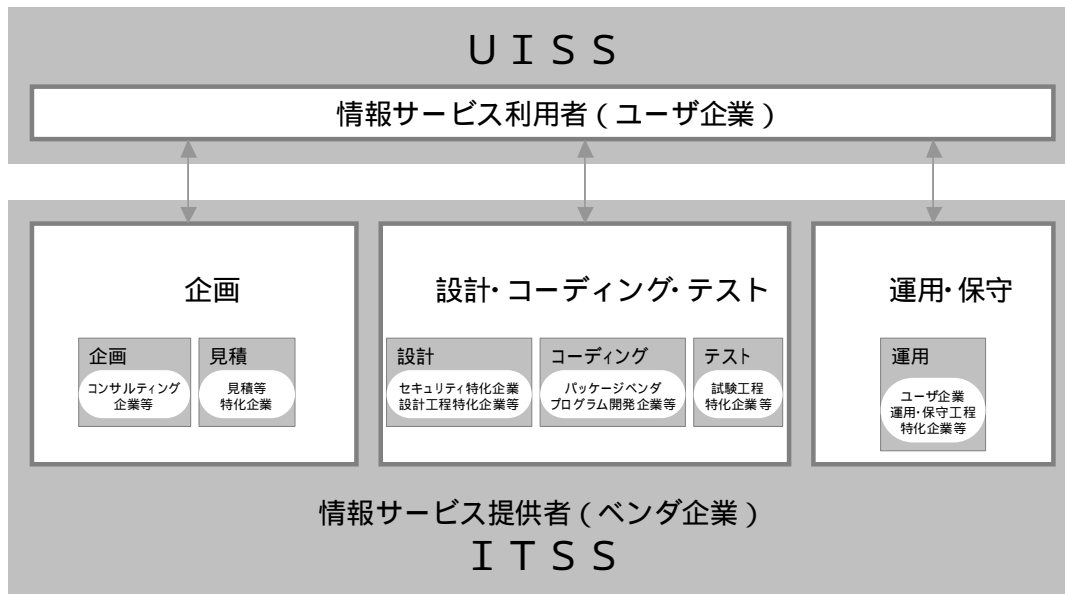 ＵＩＳＳ
情報サービス利用者(ユーザ企業)
企画
企画
コンサルティング
企業等
見積
見積等
特化企業
設計・コーディング・テスト
設計
セキュリティ特化企業
設計工程特化企業等
コーディング
パッケージベンダ
プログラム開発企業等
テスト
試験工程
特化企業等
運用・保守
運用
ユーザ企業
運用・保守工程
特化企業等
情報サービス提供者(ベンダ企業)
ＩＴＳＳ